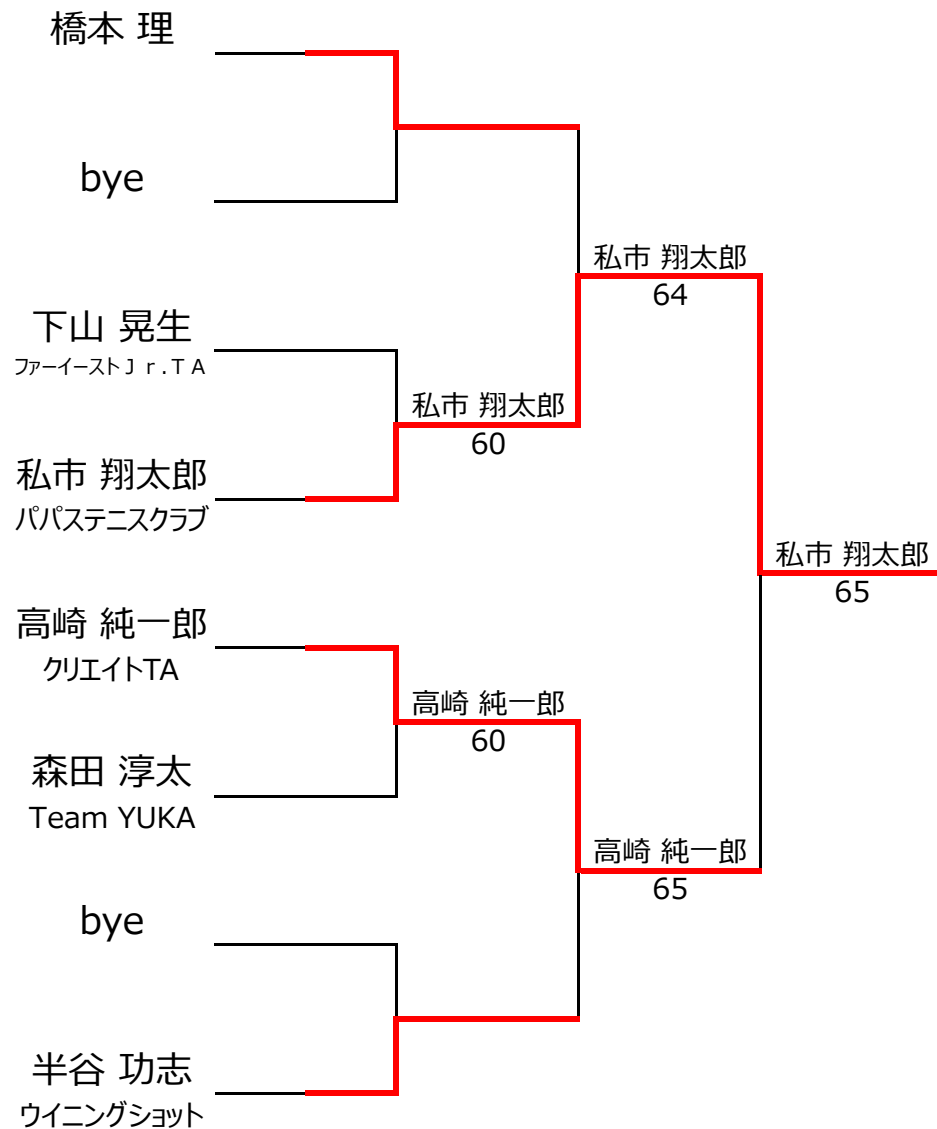 橋本 理
bye
私市 翔太郎
64
下山 晃生
ファーイーストＪｒ.ＴＡ
私市 翔太郎
60
私市 翔太郎
パパステニスクラブ
私市 翔太郎
65
高崎 純一郎
クリエイトTA
高崎 純一郎
60
森田 淳太
Team YUKA
高崎 純一郎
65
bye
半谷 功志
ウイニングショット